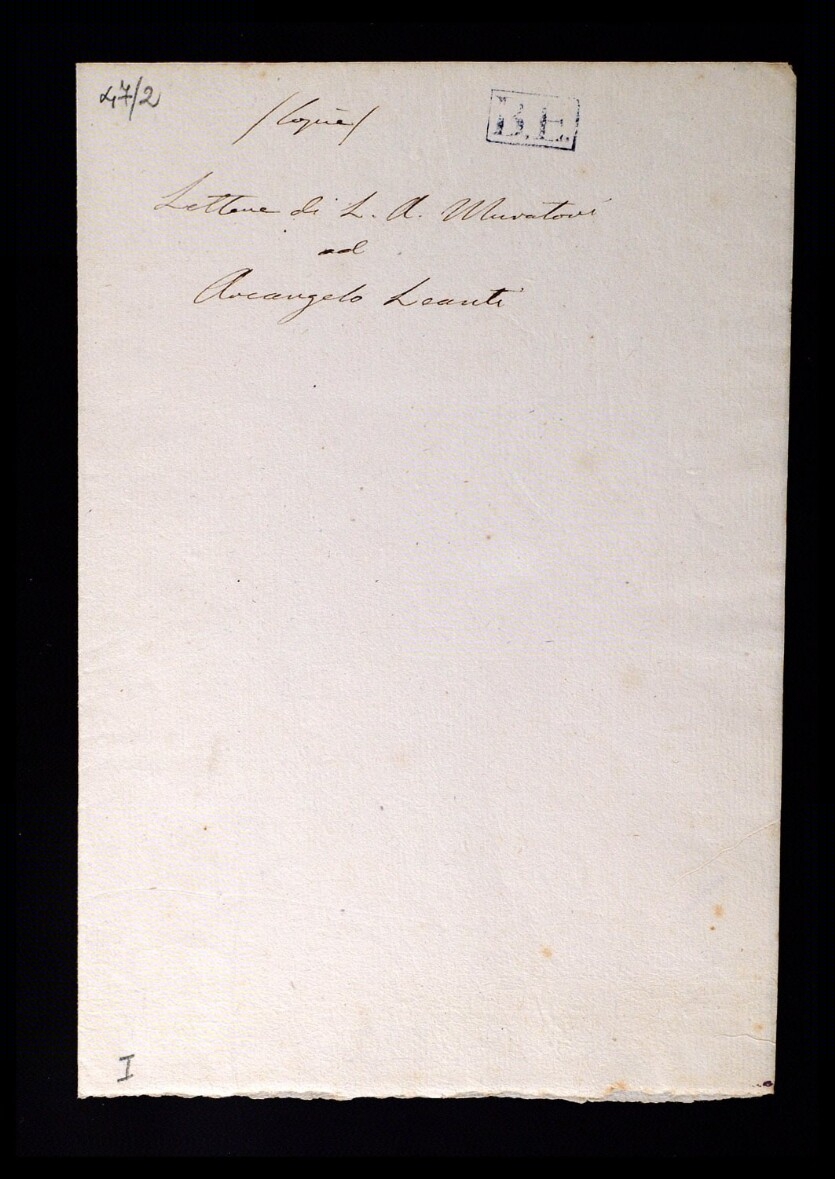 47/2
/Copie/
B.E.
Lettere di L. A. Muratori
ad
Arcangelo Leanti
I